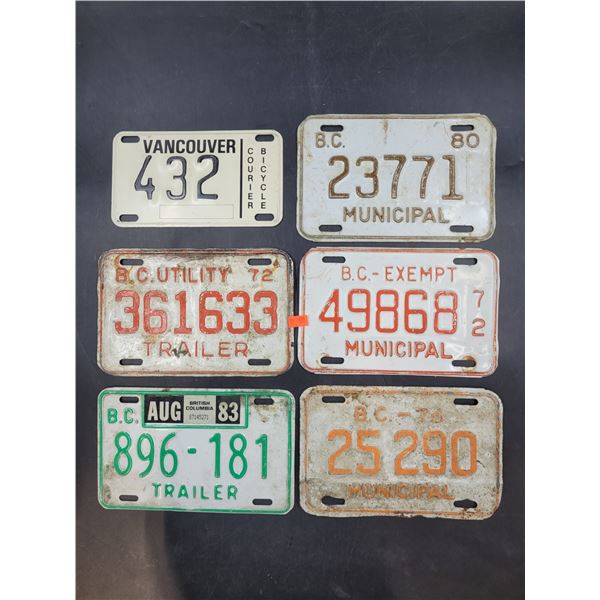 VANCOUVER
432
COURIER
BICYCLE
B.C. 80
23771
MUNICIPAL
B.C. UTILITY 72
361633
TRAILER
B.C.-EXEMPT
49868 72
MUNICIPAL
B.C. AUG BRITISH COLUMBIA 83
896-181
TRAILER
B.C.-
25 290
MUNICIPAL